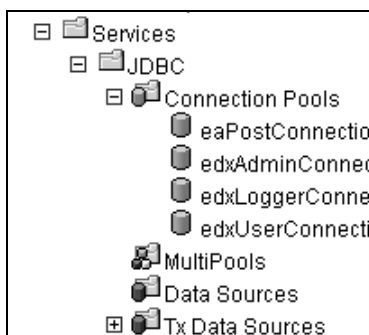 Services
JDBC
Connection Pools
eaPostConnectio
edxAdminConnec
edxLoggerConne
edxUserConnecti
MultiPools
Data Sources
Tx Data Sources